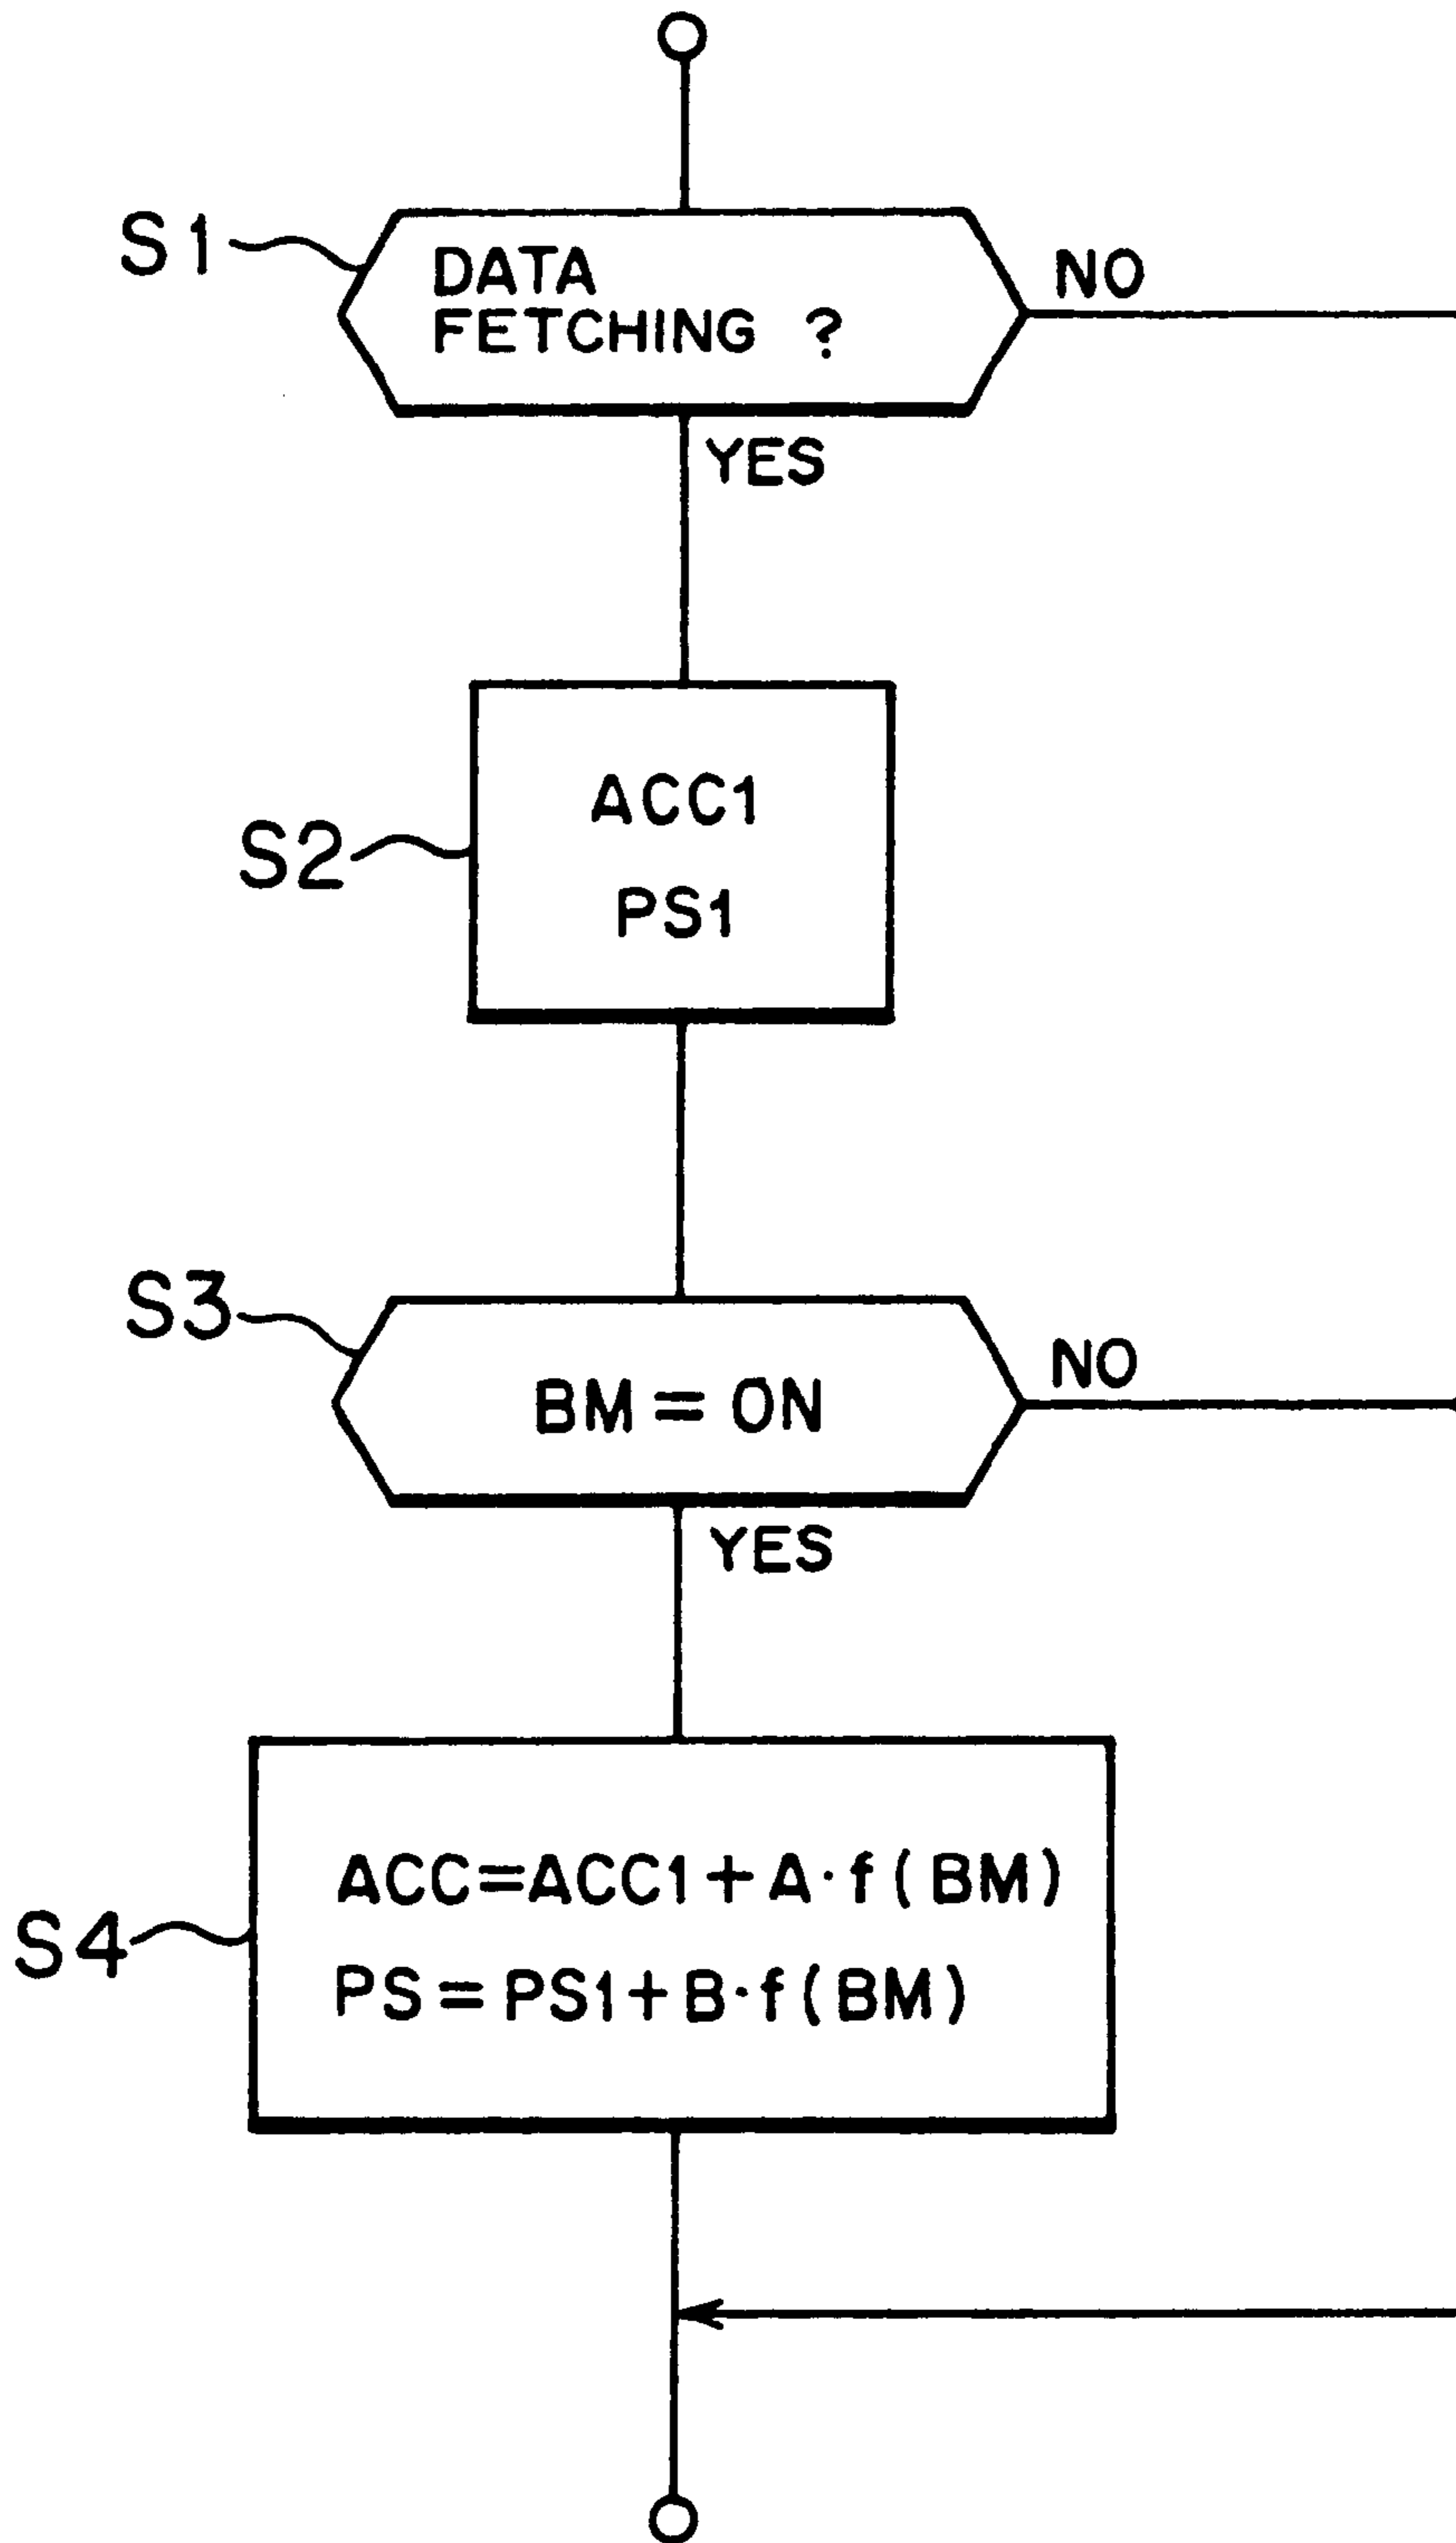 S1
DATA
FETCHING ?
NO
YES
S2
ACC1
PS1
S3
BM = ON
NO
YES
S4
ACC=ACC1+A·f(BM)
PS=PS1+B·f(BM)